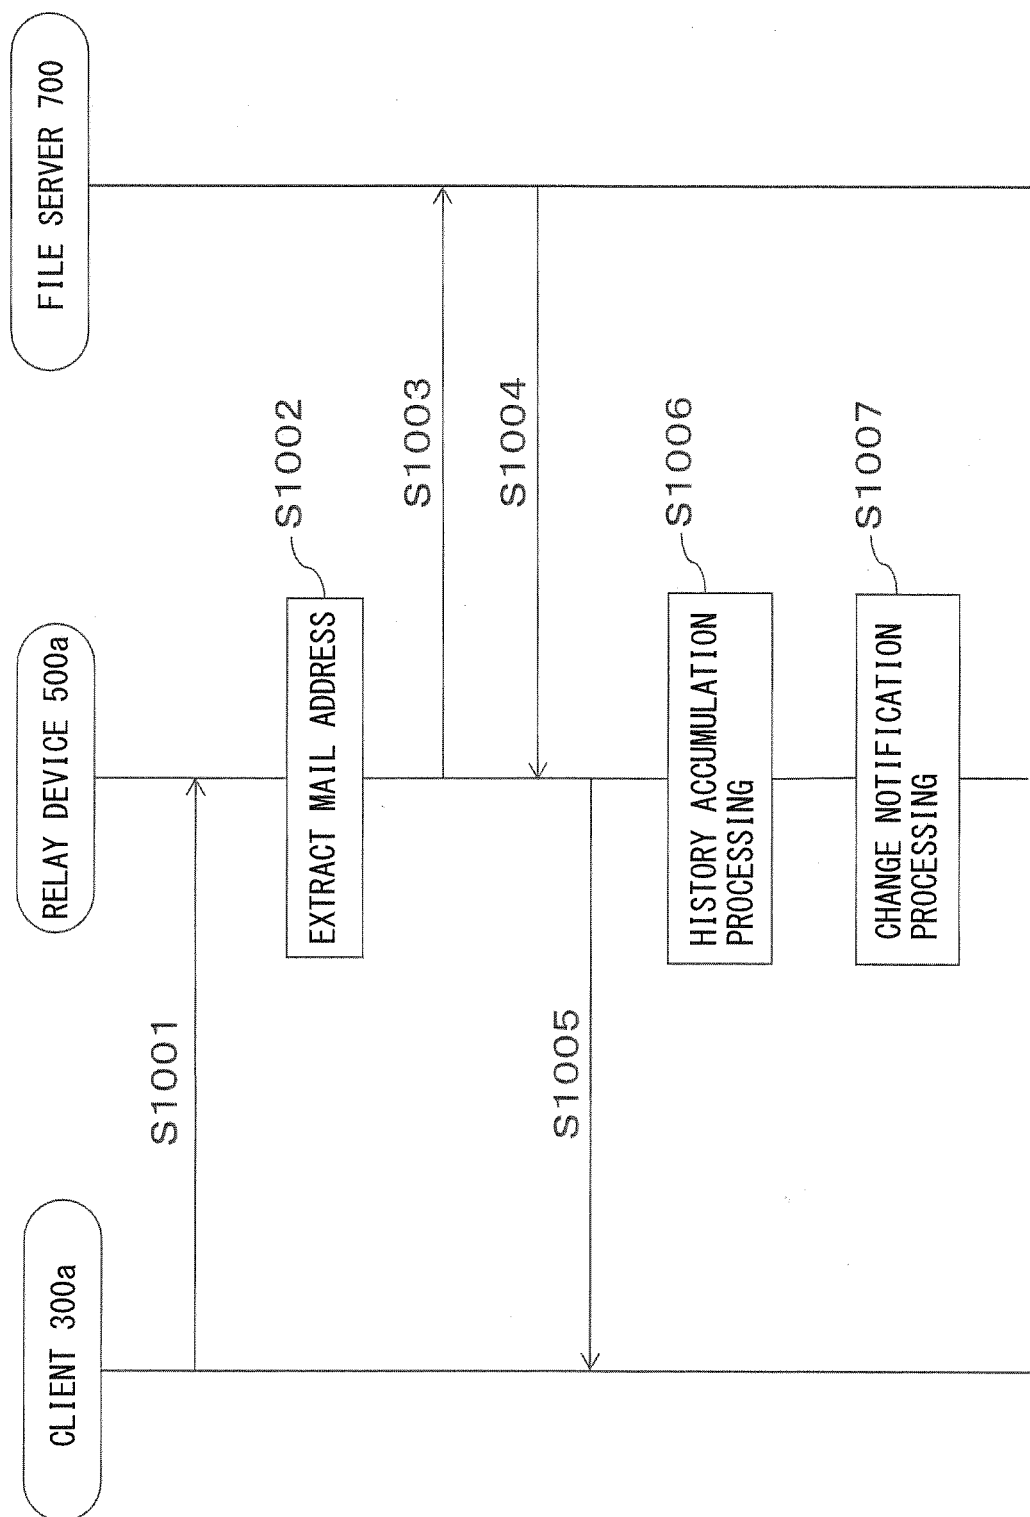 CLIENT 300a
RELAY DEVICE 500a
FILE SERVER 700
S1001
EXTRACT MAIL ADDRESS
S1002
S1003
S1004
S1005
HISTORY ACCUMULATION
PROCESSING
S1006
CHANGE NOTIFICATION
PROCESSING
S1007